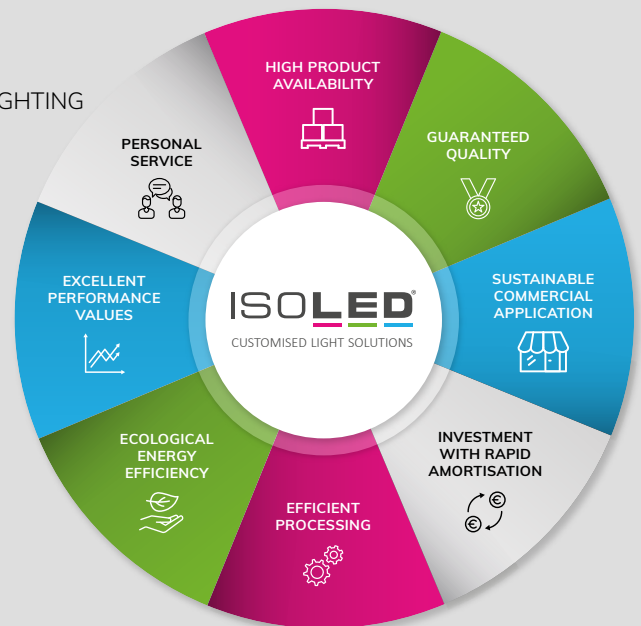 HIGH PRODUCT
AVAILABILITY
GUARANTEED
QUALITY
SUSTAINABLE
COMMERCIAL
APPLICATION
INVESTMENT
WITH RAPID
AMORTISATION
€
€
EFFICIENT
PROCESSING
ECOLOGICAL
ENERGY
EFFICIENCY
EXCELLENT
PERFORMANCE
VALUES
PERSONAL
SERVICE
ISOLED®
CUSTOMISED LIGHT SOLUTIONS